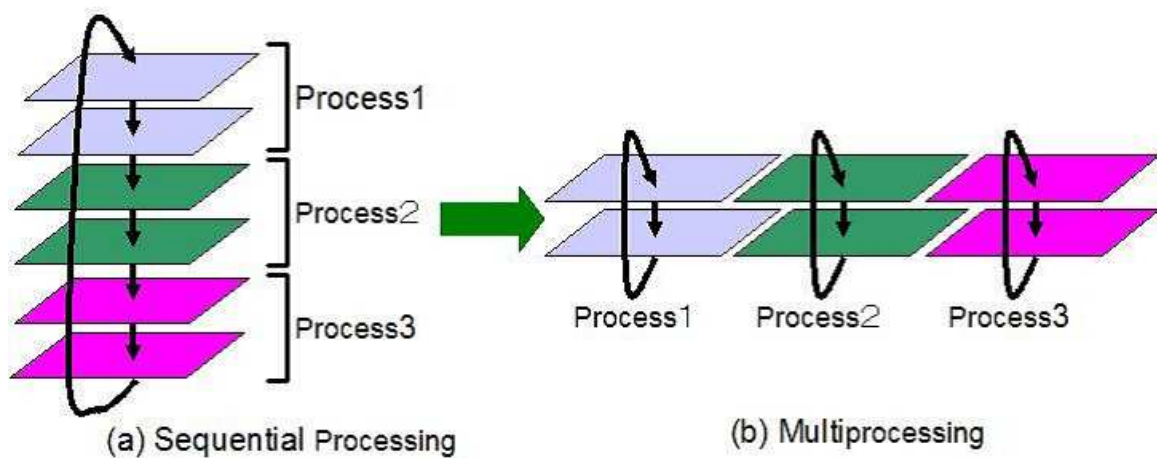 Process1
Process2
Process3
(a) Sequential Processing
Process1
Process2
Process3
(b) Multiprocessing